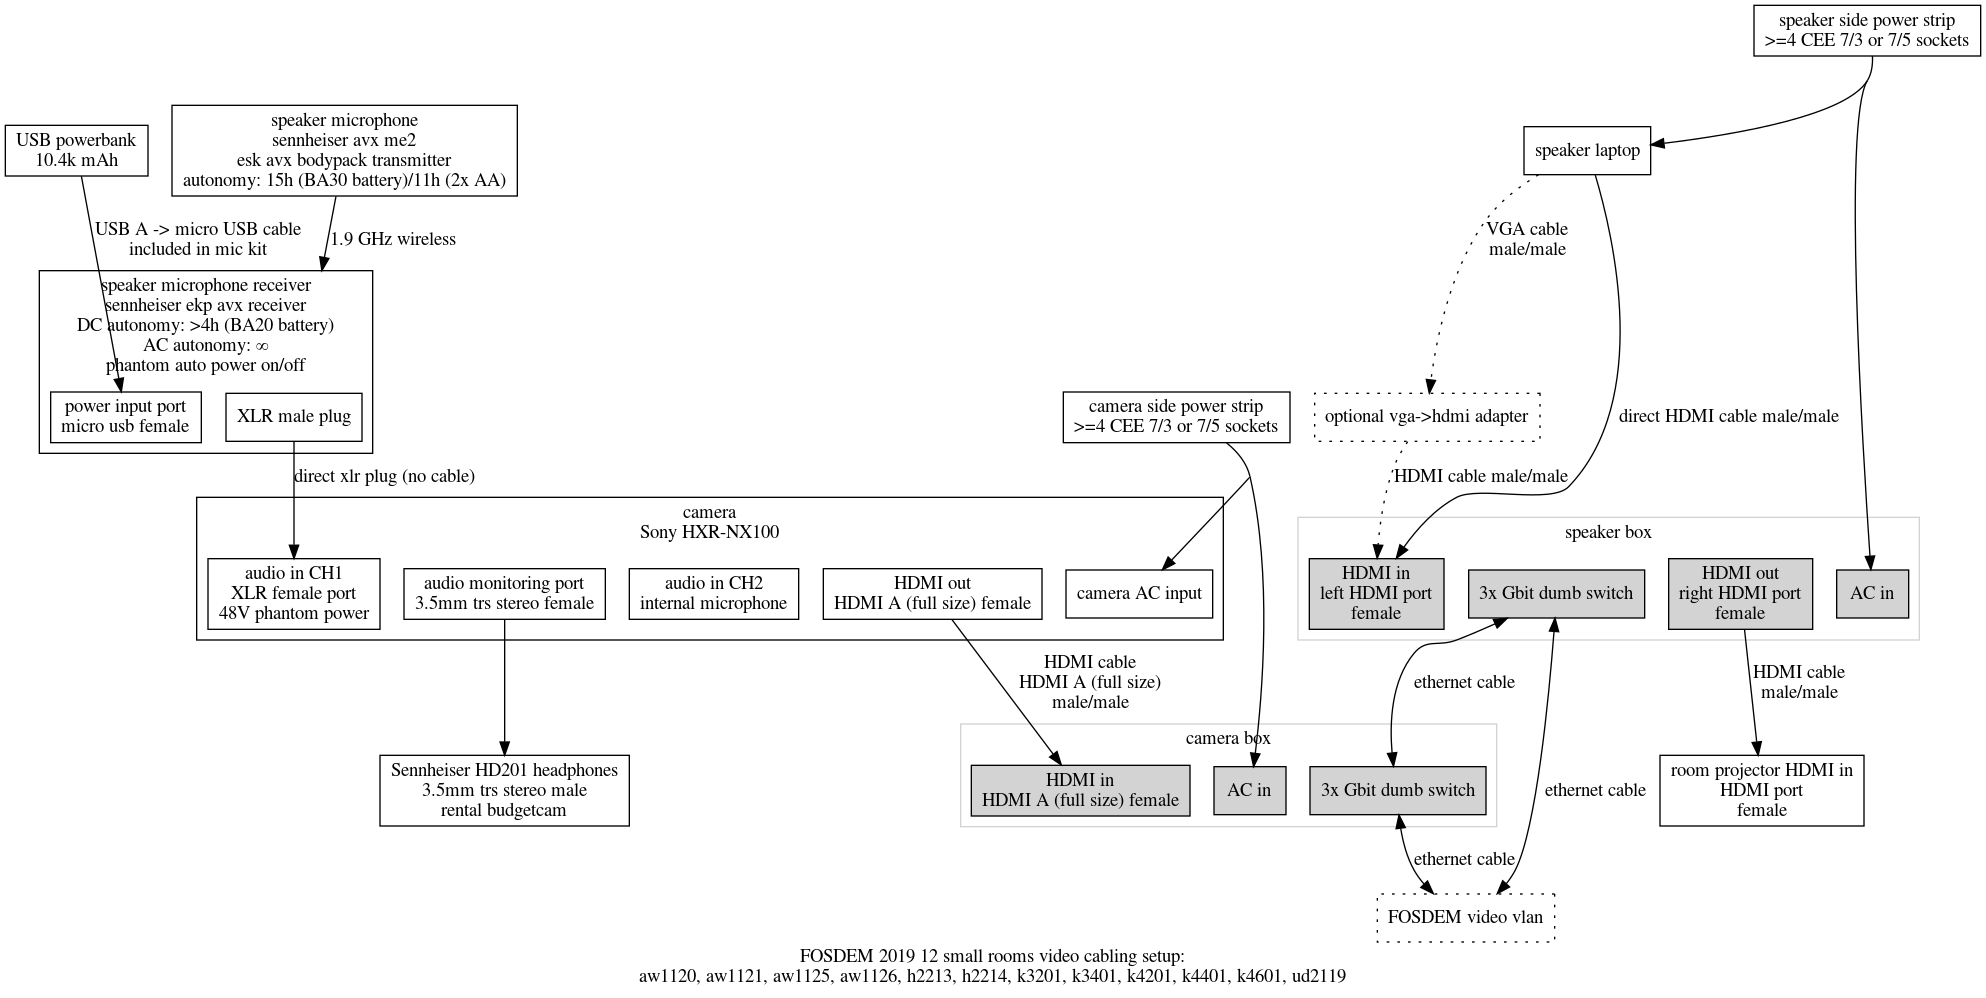 speaker side power strip
>=4 CEE 7/3 or 7/5 sockets
USB powerbank
10.4k mAh
speaker microphone
sennheiser avx me2
esk avx bodypack transmitter
autonomy: 15h (BA30 battery)/11h (2x AA)
speaker laptop
USB A -> micro USB cable
included in mic kit
1.9 GHz wireless
VGA cable
male/male
speaker microphone receiver
sennheiser ekp avx receiver
DC autonomy: >4h (BA20 battery)
AC autonomy: ∞
phantom auto power on/off
power input port
micro usb female
XLR male plug
camera side power strip
>=4 CEE 7/3 or 7/5 sockets
optional vga->hdmi adapter
direct HDMI cable male/male
direct xlr plug (no cable)
HDMI cable male/male
camera
Sony HXR-NX100
audio in CH1
XLR female port
48V phantom power
audio monitoring port
3.5mm trs stereo female
audio in CH2
internal microphone
HDMI out
HDMI A (full size) female
camera AC input
speaker box
HDMI in
left HDMI port
female
3x Gbit dumb switch
HDMI out
right HDMI port
female
AC in
HDMI cable
HDMI A (full size)
male/male
ethernet cable
HDMI cable
male/male
camera box
HDMI in
HDMI A (full size) female
AC in
3x Gbit dumb switch
ethernet cable
Sennheiser HD201 headphones
3.5mm trs stereo male
rental budgetcam
room projector HDMI in
HDMI port
female
ethernet cable
FOSDEM video vlan
FOSDEM 2019 12 small rooms video cabling setup:
aw1120, aw1121, aw1125, aw1126, h2213, h2214, k3201, k3401, k4201, k4401, k4601, ud2119